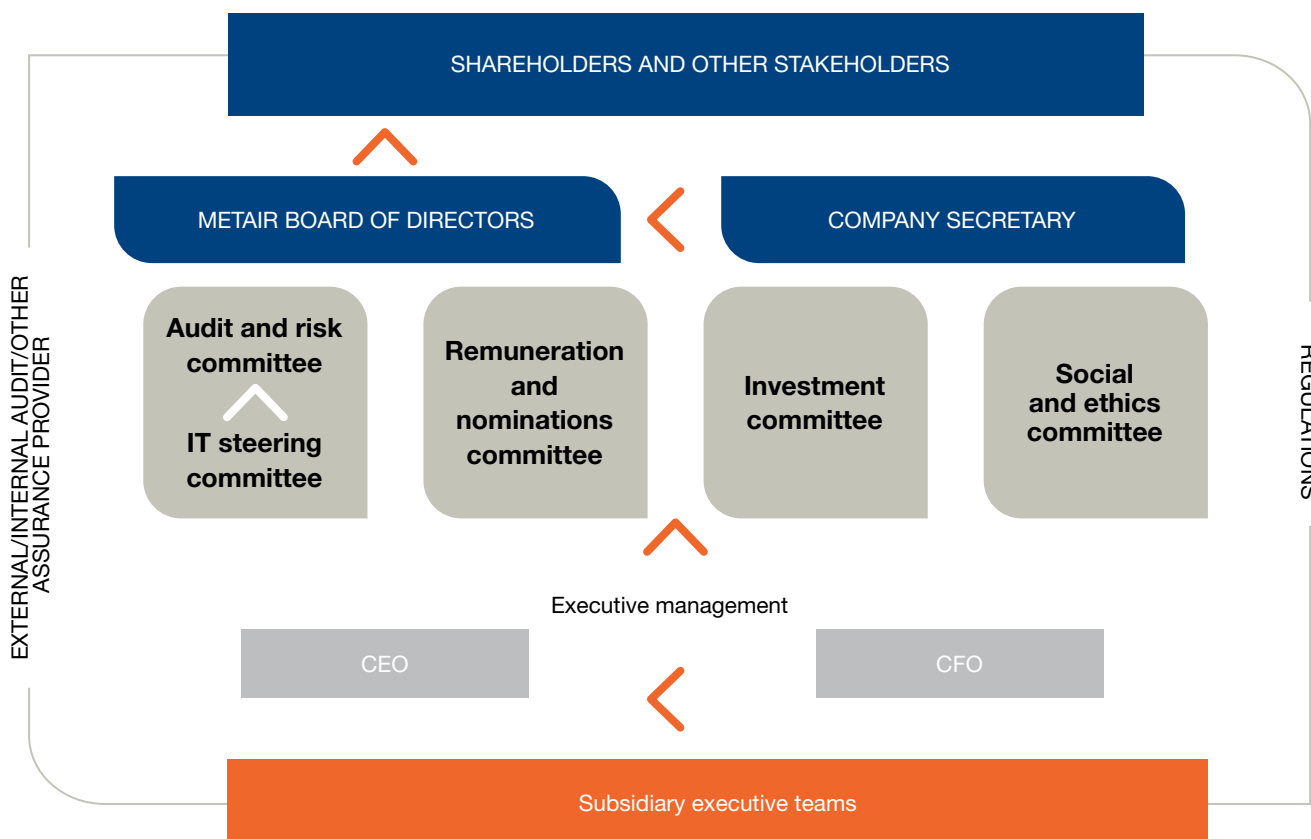 SHAREHOLDERS AND OTHER STAKEHOLDERS
METAIR BOARD OF DIRECTORS
COMPANY SECRETARY
EXTERNAL/INTERNAL AUDIT/OTHER
ASSURANCE PROVIDER
Audit and risk
committee
IT steering
committee
Remuneration
and
nominations
committee
Investment
committee
Social
and ethics
committee
REGULATIONS
Executive management
CEO
CFO
Subsidiary executive teams